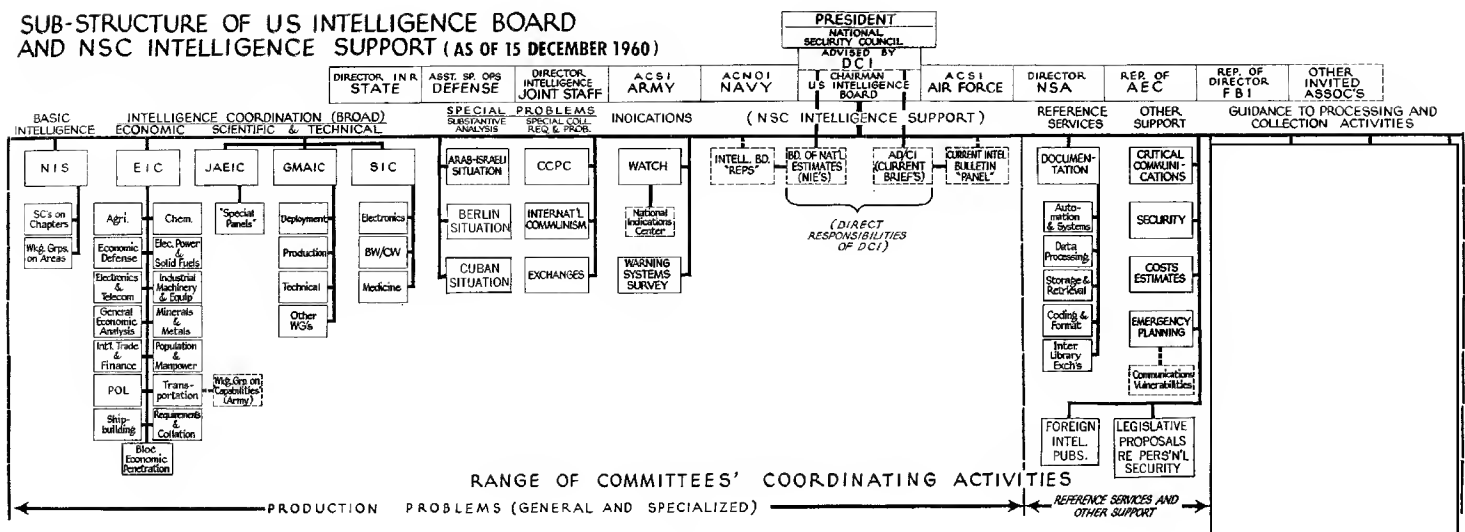 SUB-STRUCTURE OF US INTELLIGENCE BOARD
AND NSC INTELLIGENCE SUPPORT (AS OF 15 DECEMBER 1960)
PRESIDENT
NATIONAL
SECURITY COUNCIL
ADVISED BY
DCI
CHAIRMAN
US INTELLIGENCE
BOARD
DIRECTOR INR
STATE
ASST. SP. OPS
DEFENSE
DIRECTOR
INTELLIGENCE
JOINT STAFF
ACSI
ARMY
ACNOI
NAVY
ACSI
AIR FORCE
DIRECTOR
NSA
REP. OF
AEC
REP. OF
DIRECTOR
FBI
OTHER
INVITED
ASSOC'S
BASIC
INTELLIGENCE
INTELLIGENCE COORDINATION (BROAD)
ECONOMIC SCIENTIFIC & TECHNICAL
SPECIAL PROBLEMS
SUBSTANTIVE
ANALYSIS
SPECIAL COLL.
REQ & PROB.
INDICATIONS
(NSC INTELLIGENCE SUPPORT)
REFERENCE
SERVICES
OTHER
SUPPORT
GUIDANCE TO PROCESSING AND
COLLECTION ACTIVITIES
NIS
SC's on
Chapters
Wkg. Grps.
on Areas
EIC
Agri.
Chem.
Economic
Defense
Elec. Power
&
Solid Fuels
Electronics
&
Telecom
Industrial
Machinery
& Equip
General
Economic
Analysis
Minerals
&
Metals
Int'l. Trade
&
Finance
Population
&
Manpower
POL
Trans-
portation
Wkg. Grp on
"Capabilities"
(Army)
Ship-
building
Requirements
&
Collation
Bloc
Economic
Penetration
JAEIC
"Special
Panels"
GMAIC
Deployment
Production
Technical
Other
WG's
SIC
Electronics
BW/CW
Medicine
ARAB-ISRAELI
SITUATION
BERLIN
SITUATION
CUBAN
SITUATION
CCPC
INTERNAT'L
COMMUNISM
EXCHANGES
WATCH
National
Indications
Center
WARNING
SYSTEMS
SURVEY
INTELL. BD.
"REPS"
BD. OF NAT'L
ESTIMATES
(NIE'S)
AD/CI
(CURRENT
BRIEF'S)
CURRENT INTEL
BULLETIN
"PANEL"
(DIRECT
RESPONSIBILITIES
OF DCI)
DOCUMEN-
TATION
Auto-
mation
& Systems
Data
Processing
Storage &
Retrieval
Coding &
Format
Inter
Library
Exch's
CRITICAL
COMMUNI-
CATIONS
SECURITY
COSTS
ESTIMATES
EMERGENCY
PLANNING
Communications
Vulnerabilities
FOREIGN
INTEL.
PUBS.
LEGISLATIVE
PROPOSALS
RE PERS'N'L
SECURITY
RANGE OF COMMITTEES' COORDINATING ACTIVITIES
PRODUCTION PROBLEMS (GENERAL AND SPECIALIZED)
REFERENCE SERVICES AND
OTHER SUPPORT